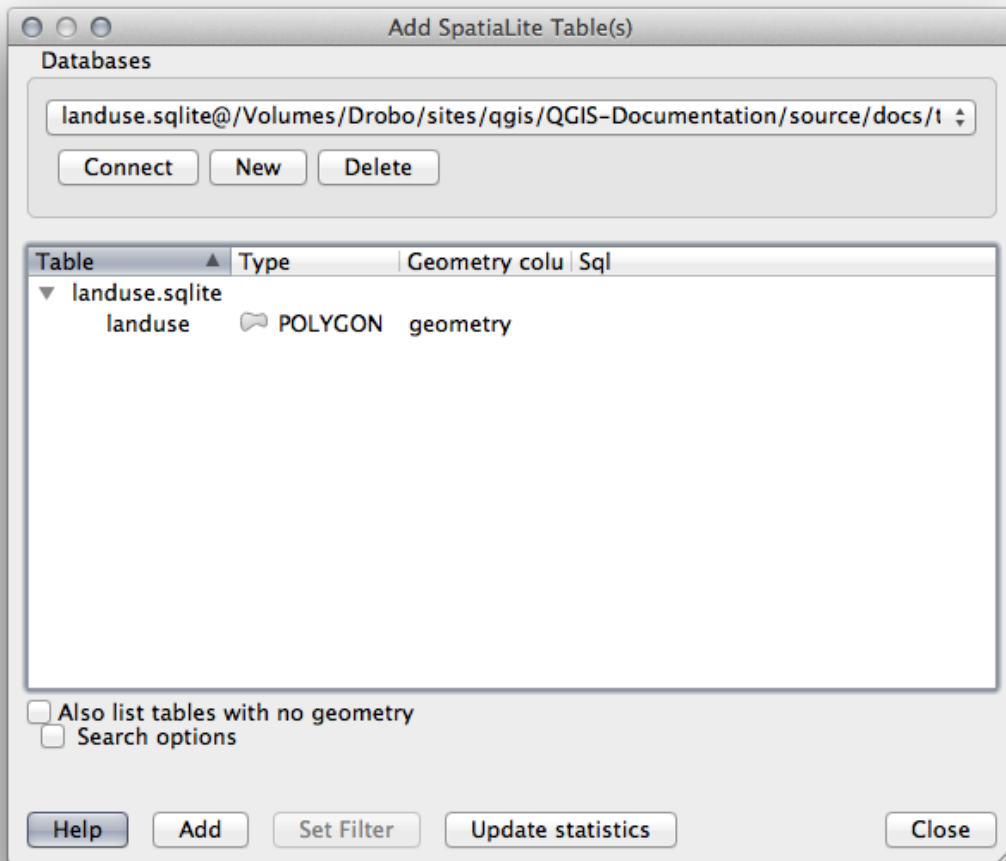 Add SpatiaLite Table(s)
Databases
landuse.sqlite@/Volumes/Drobo/sites/qgis/QGIS-Documentation/source/docs/t
Connect New Delete
Table Type Geometry colu Sql
landuse.sqlite
landuse POLYGON geometry
Also list tables with no geometry
Search options
Help Add Set Filter Update statistics Close